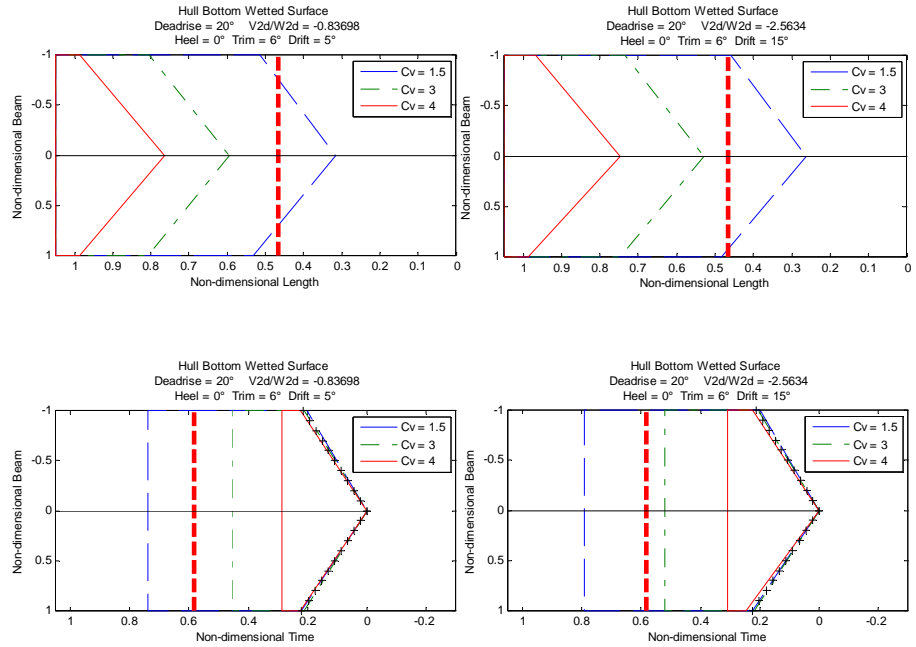 Hull Bottom Wetted Surface
Deadrise = 20° V2d/W2d = -0.83698
Heel = 0° Trim = 6° Drift = 5°
-1
-0.5
0
0.5
1
Non-dimensional Beam
Cv = 1.5
Cv = 3
Cv = 4
1 0.9 0.8 0.7 0.6 0.5 0.4 0.3 0.2 0.1 0
Non-dimensional Length
Hull Bottom Wetted Surface
Deadrise = 20° V2d/W2d = -2.5634
Heel = 0° Trim = 6° Drift = 15°
-1
-0.5
0
0.5
1
Non-dimensional Beam
Cv = 1.5
Cv = 3
Cv = 4
1 0.9 0.8 0.7 0.6 0.5 0.4 0.3 0.2 0.1 0
Non-dimensional Length
Hull Bottom Wetted Surface
Deadrise = 20° V2d/W2d = -0.83698
Heel = 0° Trim = 6° Drift = 5°
-1
-0.5
0
0.5
1
Non-dimensional Beam
Cv = 1.5
Cv = 3
Cv = 4
1 0.8 0.6 0.4 0.2 0 -0.2
Non-dimensional Time
Hull Bottom Wetted Surface
Deadrise = 20° V2d/W2d = -2.5634
Heel = 0° Trim = 6° Drift = 15°
-1
-0.5
0
0.5
1
Non-dimensional Beam
Cv = 1.5
Cv = 3
Cv = 4
1 0.8 0.6 0.4 0.2 0 -0.2
Non-dimensional Time